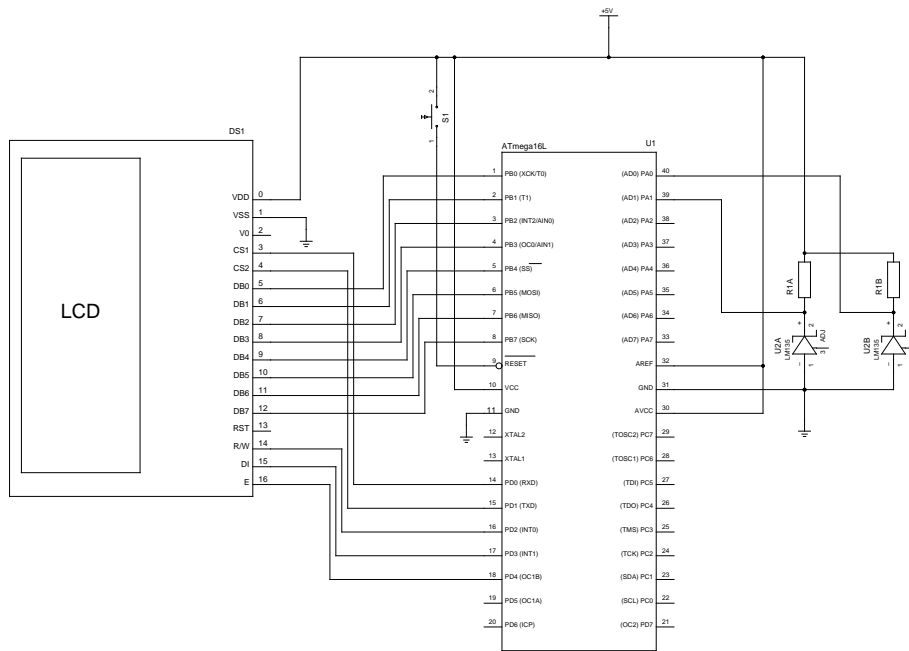 +5V
DS1
LCD
VDD 0
VSS 1
V0 2
CS1 3
CS2 4
DB0 5
DB1 6
DB2 7
DB3 8
DB4 9
DB5 10
DB6 11
DB7 12
RST 13
R/W 14
DI 15
E 16
2
S1
1
ATmega16L U1
1 PB0 (XCK/T0) (AD0) PA0 40
2 PB1 (T1) (AD1) PA1 39
3 PB2 (INT2/AIN0) (AD2) PA2 38
4 PB3 (OC0/AIN1) (AD3) PA3 37
5 PB4 (SS) (AD4) PA4 36
6 PB5 (MOSI) (AD5) PA5 35
7 PB6 (MISO) (AD6) PA6 34
8 PB7 (SCK) (AD7) PA7 33
9 RESET AREF 32
10 VCC GND 31
11 GND AVCC 30
12 XTAL2 (TOSC2) PC7 29
13 XTAL1 (TOSC1) PC6 28
14 PD0 (RXD) (TDI) PC5 27
15 PD1 (TXD) (TDO) PC4 26
16 PD2 (INT0) (TMS) PC3 25
17 PD3 (INT1) (TCK) PC2 24
18 PD4 (OC1B) (SDA) PC1 23
19 PD5 (OC1A) (SCL) PC0 22
20 PD6 (ICP) (OC2) PD7 21
R1A
R1B
U2A
LM135
+ 2
3 ADJ
− 1
U2B
LM135
+ 2
− 1